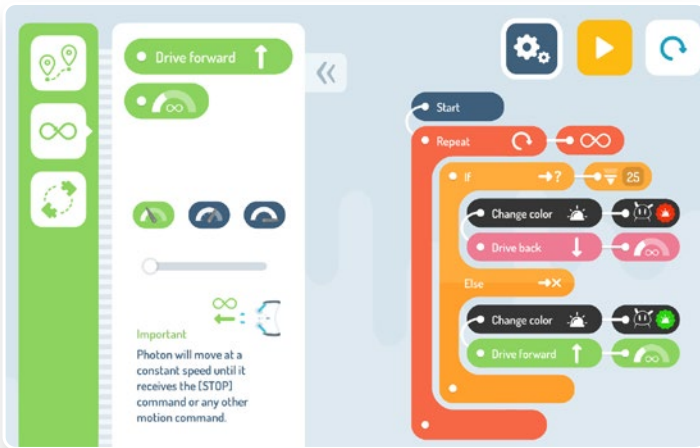 Drive forward
Important
Photon will move at a
constant speed until it
receives the [STOP]
command or any other
motion command.
Start
Repeat
If
25
Change color
Drive back
Else
Change color
Drive forward